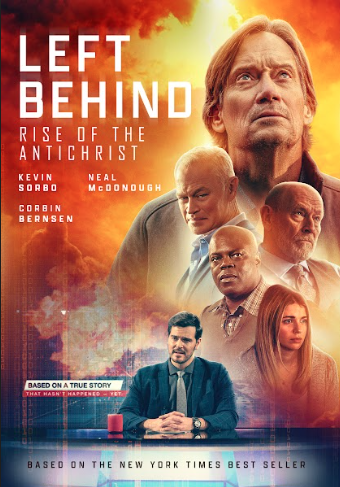 LEFT
BEHIND
RISE OF THE
ANTICHRIST
KEVIN SORBO
NEAL McDONOUGH
CORBIN BERNSEN
BASED ON A TRUE STORY
THAT HASN'T HAPPENED — YET.
BASED ON THE NEW YORK TIMES BEST SELLER